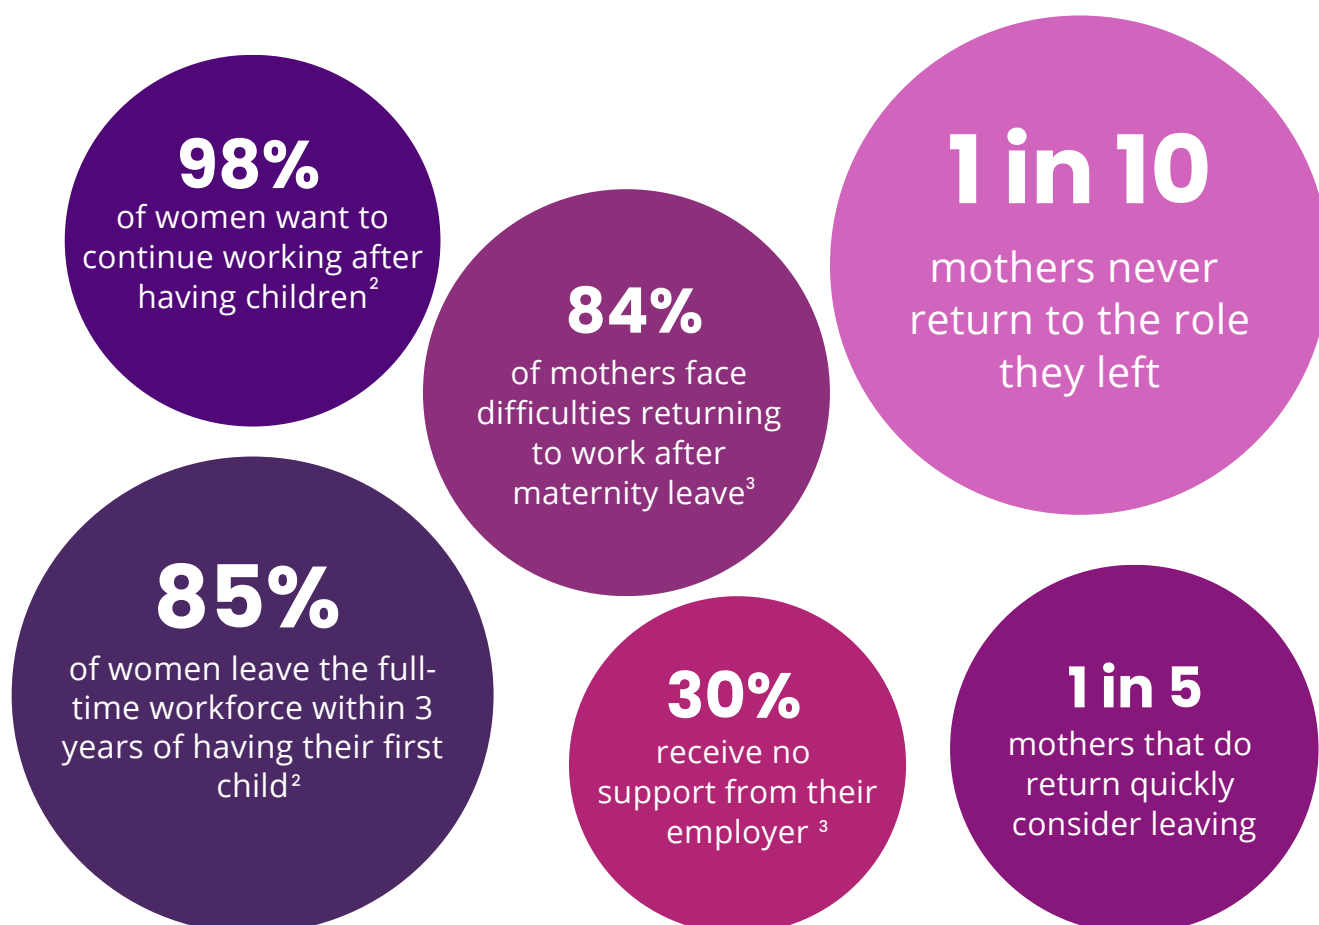 98%
of women want to
continue working after
having children²
84%
of mothers face
difficulties returning
to work after
maternity leave³
1 in 10
mothers never
return to the role
they left
85%
of women leave the full-
time workforce within 3
years of having their first
child²
30%
receive no
support from their
employer ³
1 in 5
mothers that do
return quickly
consider leaving